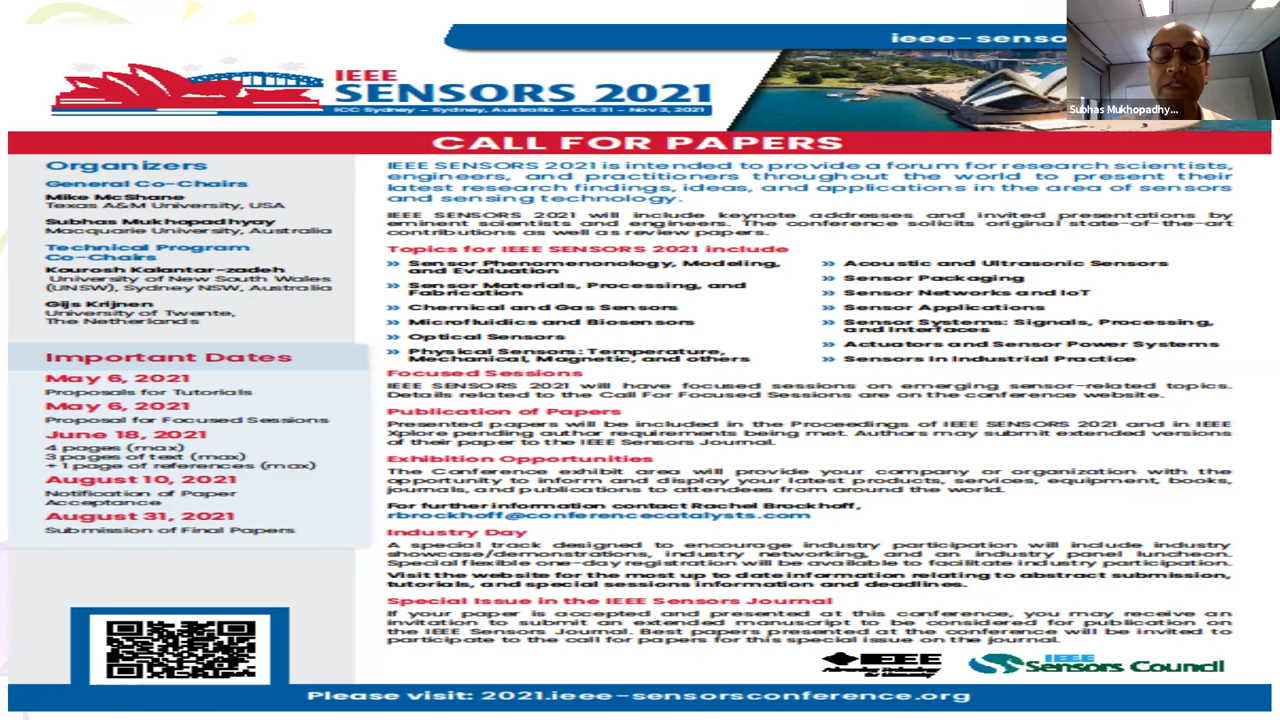 ieee-senso
Subhas Mukhopadhy...
IEEE
SENSORS 2021
ICC Sydney - Sydney, Australia - Oct 31 - Nov 3, 2021
CALL FOR PAPERS
Organizers
General Co-Chairs
Mike McShane
Texas A&M University, USA
Subhas Mukhopadhyay
Macquarie University, Australia
Technical Program
Co-Chairs
Kourosh Kalantar-zadeh
University of New South Wales
(UNSW), Sydney NSW, Australia
Gijs Krijnen
University of Twente,
The Netherlands
Important Dates
May 6, 2021
Proposals for Tutorials
May 6, 2021
Proposal for Focused Sessions
June 18, 2021
4 pages (max)
3 pages of text (max)
+ 1 page of references (max)
August 10, 2021
Notification of Paper
Acceptance
August 31, 2021
Submission of Final Papers
IEEE SENSORS 2021 is intended to provide a forum for research scientists,
engineers, and practitioners throughout the world to present their
latest research findings, ideas, and applications in the area of sensors
and sensing technology.
IEEE SENSORS 2021 will include keynote addresses and invited presentations by
eminent scientists and engineers. The conference solicits original state-of-the-art
contributions as well as review papers.
Topics for IEEE SENSORS 2021 include
» Sensor Phenomenonology, Modeling,
and Evaluation
» Sensor Materials, Processing, and
Fabrication
» Chemical and Gas Sensors
» Microfluidics and Biosensors
» Optical Sensors
» Physical Sensors: Temperature,
Mechanical, Magnetic, and others
» Acoustic and Ultrasonic Sensors
» Sensor Packaging
» Sensor Networks and IoT
» Sensor Applications
» Sensor Systems: Signals, Processing,
and Interfaces
» Actuators and Sensor Power Systems
» Sensors in Industrial Practice
Focused Sessions
IEEE SENSORS 2021 will have focused sessions on emerging sensor-related topics.
Details related to the Call For Focused Sessions are on the conference website.
Publication of Papers
Presented papers will be included in the Proceedings of IEEE SENSORS 2021 and in IEEE
Xplore pending author requirements being met. Authors may submit extended versions
of their paper to the IEEE Sensors Journal.
Exhibition Opportunities
The Conference exhibit area will provide your company or organization with the
opportunity to inform and display your latest products, services, equipment, books,
journals, and publications to attendees from around the world.
For further information contact Rachel Brockhoff,
rbrockhoff@conferencecatalysts.com
Industry Day
A special track designed to encourage industry participation will include industry
showcase/demonstrations, industry networking, and an industry panel luncheon.
Special flexible one-day registration will be available to facilitate industry participation.
Visit the website for the most up to date information relating to abstract submission,
tutorials, and special sessions information and deadlines.
Special Issue in the IEEE Sensors Journal
If your paper is accepted and presented at this conference, you may receive an
invitation to submit an extended manuscript to be considered for publication on
the IEEE Sensors Journal. Best papers presented at the conference will be invited to
participate to the call for papers for this special issue on the journal.
IEEE
Advancing Technology
for Humanity
IEEE
Sensors Council
Please visit: 2021.ieee-sensorsconference.org